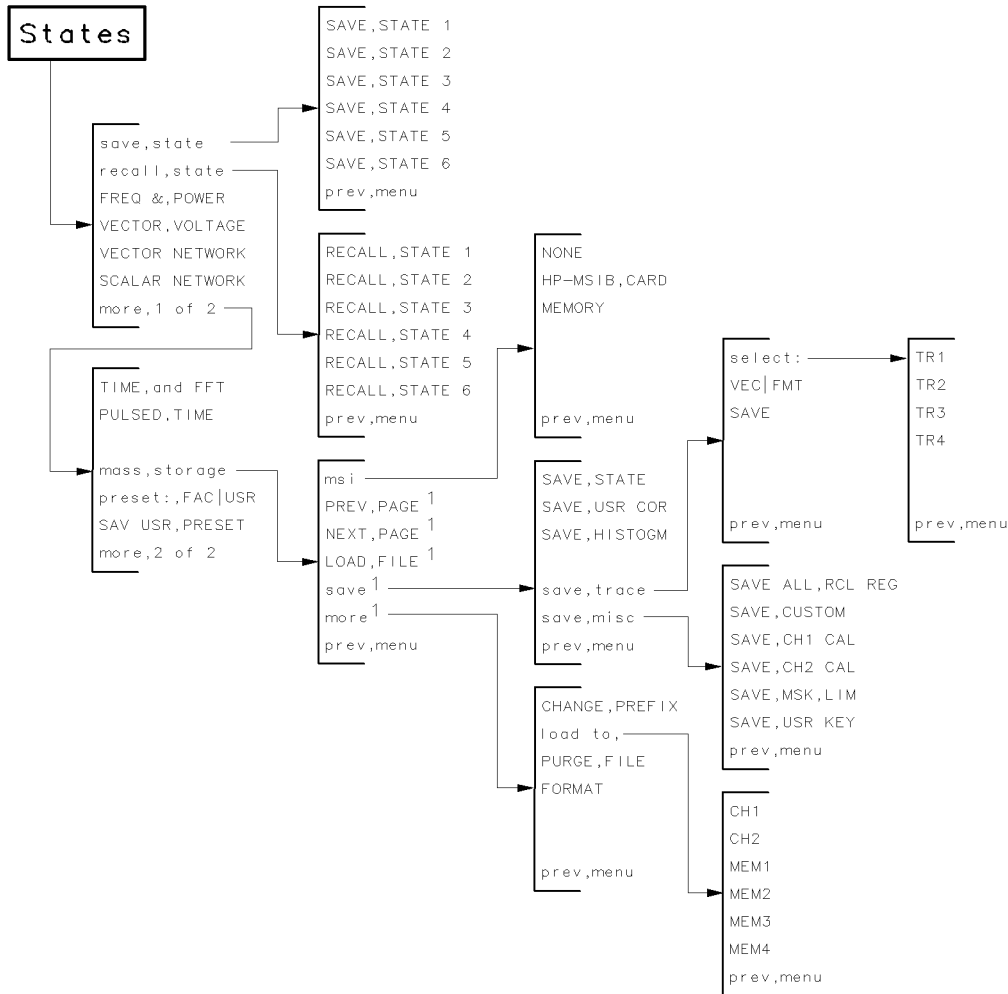 States
SAVE,STATE 1
SAVE,STATE 2
SAVE,STATE 3
SAVE,STATE 4
SAVE,STATE 5
SAVE,STATE 6
prev,menu
save,state
recall,state
FREQ &,POWER
VECTOR,VOLTAGE
VECTOR NETWORK
SCALAR NETWORK
more,1 of 2
RECALL,STATE 1
RECALL,STATE 2
RECALL,STATE 3
RECALL,STATE 4
RECALL,STATE 5
RECALL,STATE 6
prev,menu
NONE
HP-MSIB,CARD
MEMORY
prev,menu
select:
VEC|FMT
SAVE
prev,menu
TR1
TR2
TR3
TR4
prev,menu
TIME,and FFT
PULSED,TIME
mass,storage
preset:,FAC|USR
SAV USR,PRESET
more,2 of 2
msi
PREV,PAGE 1
NEXT,PAGE 1
LOAD,FILE 1
save 1
more 1
prev,menu
SAVE,STATE
SAVE,USR COR
SAVE,HISTOGM
save,trace
save,misc
prev,menu
SAVE ALL,RCL REG
SAVE,CUSTOM
SAVE,CH1 CAL
SAVE,CH2 CAL
SAVE,MSK,LIM
SAVE,USR KEY
prev,menu
CHANGE,PREFIX
load to,
PURGE,FILE
FORMAT
prev,menu
CH1
CH2
MEM1
MEM2
MEM3
MEM4
prev,menu